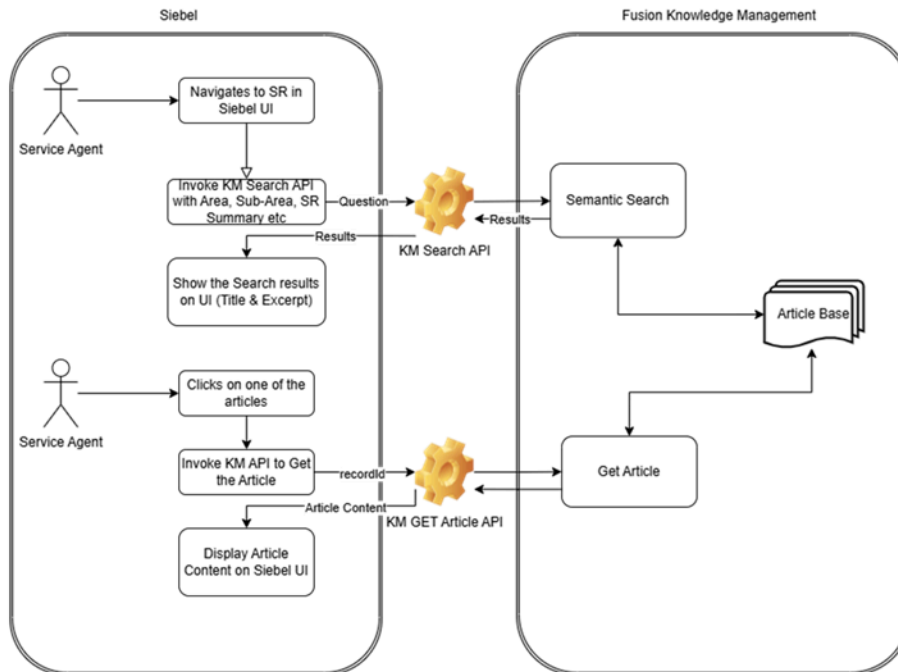 Siebel
Fusion Knowledge Management
Service Agent
Navigates to SR in
Siebel UI
Invoke KM Search API
with Area, Sub-Area, SR
Summary etc
Question
KM Search API
Results
Semantic Search
Results
Show the Search results
on UI (Title & Excerpt)
Article Base
Service Agent
Clicks on one of the
articles
Invoke KM API to Get
the Article
recordId
KM GET Article API
Get Article
Article Content
Display Article
Content on Siebel UI